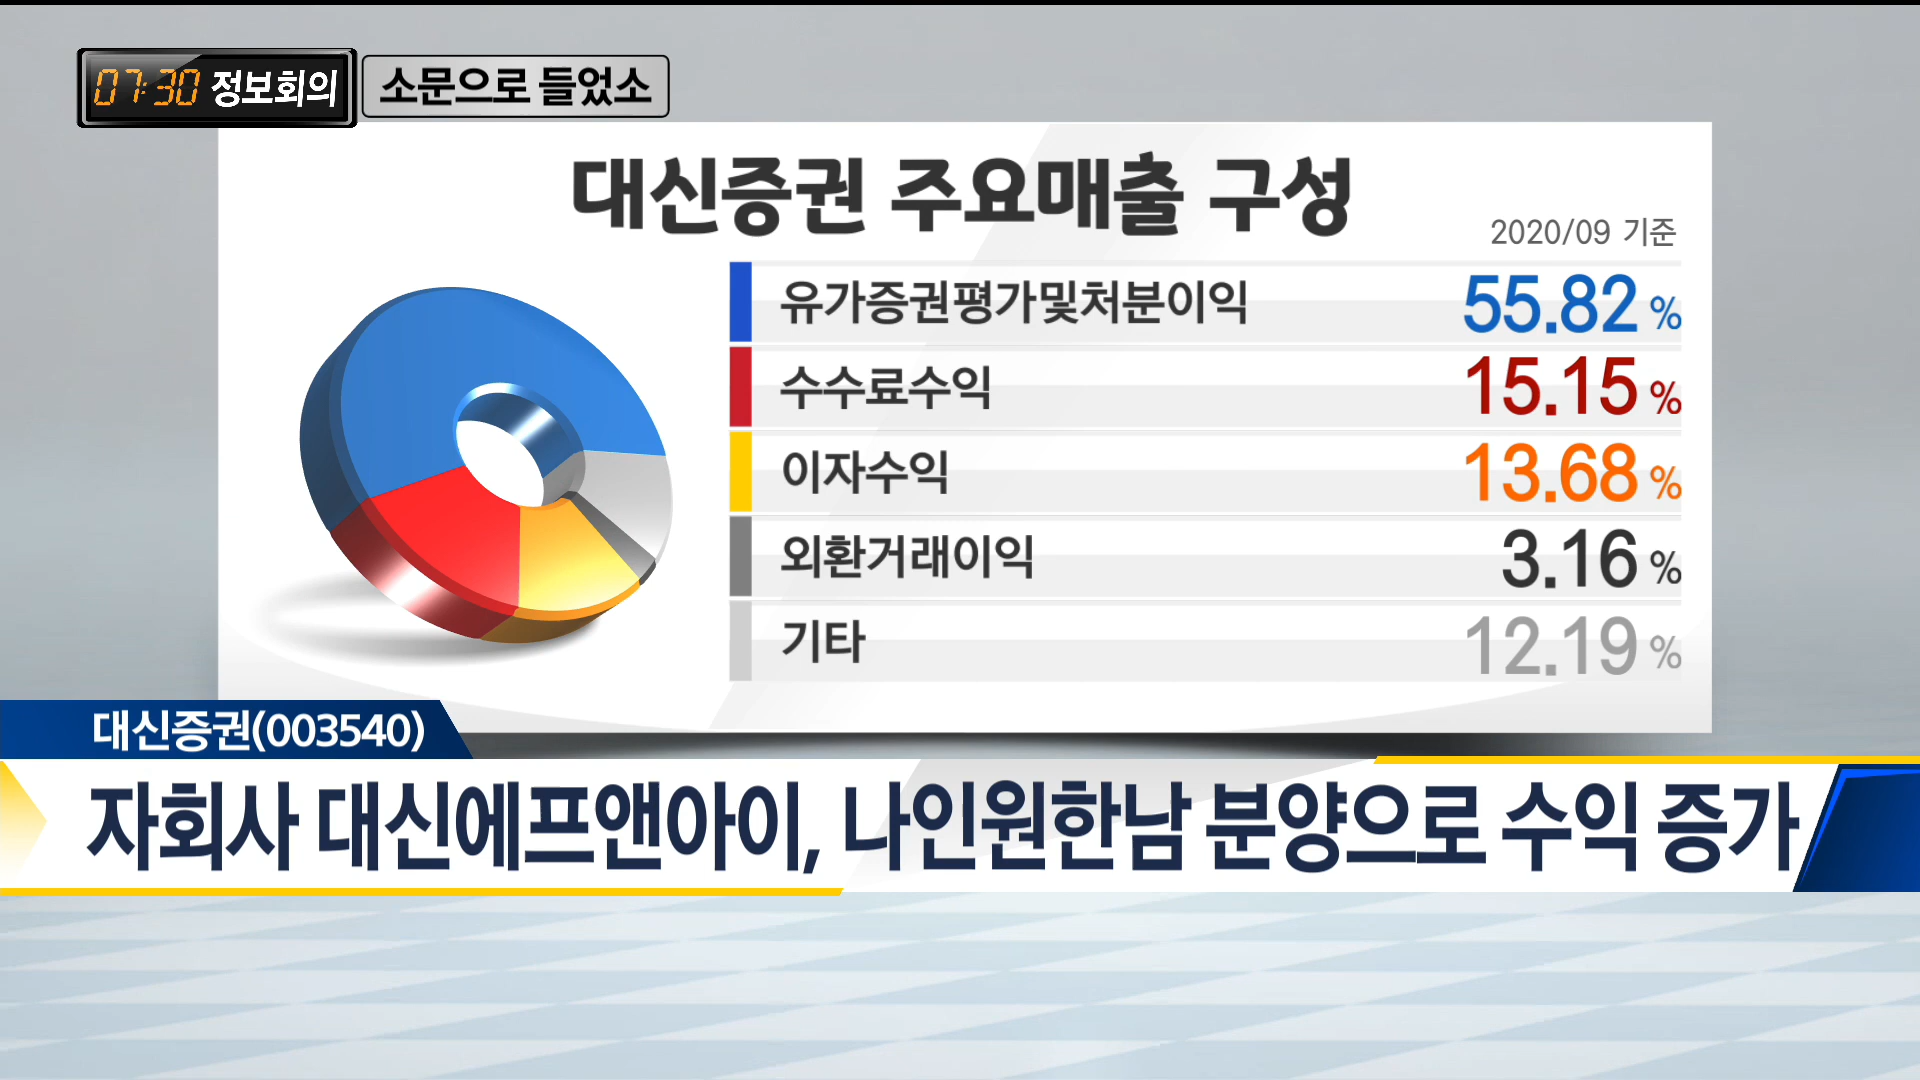 07:30 정보회의 소문으로 들었소
대신증권 주요매출 구성
2020/09 기준
유가증권평가및처분이익 55.82 %
수수료수익 15.15 %
이자수익 13.68 %
외환거래이익 3.16 %
기타 12.19 %
대신증권(003540)
자회사 대신에프앤아이, 나인원한남 분양으로 수익 증가